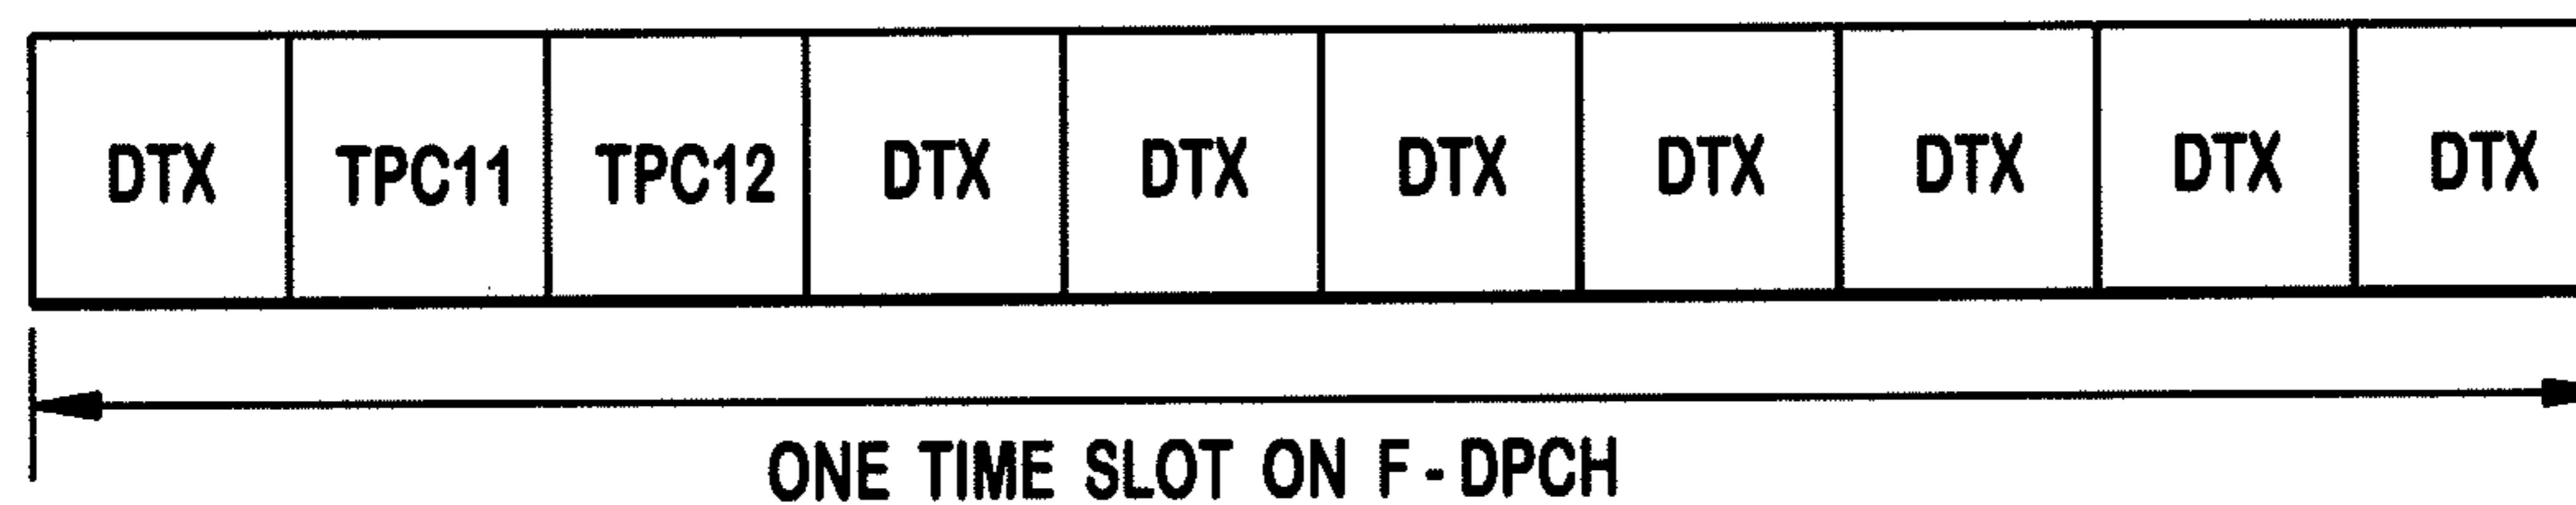 DTX TPC11 TPC12 DTX DTX DTX DTX DTX DTX DTX
ONE TIME SLOT ON F-DPCH